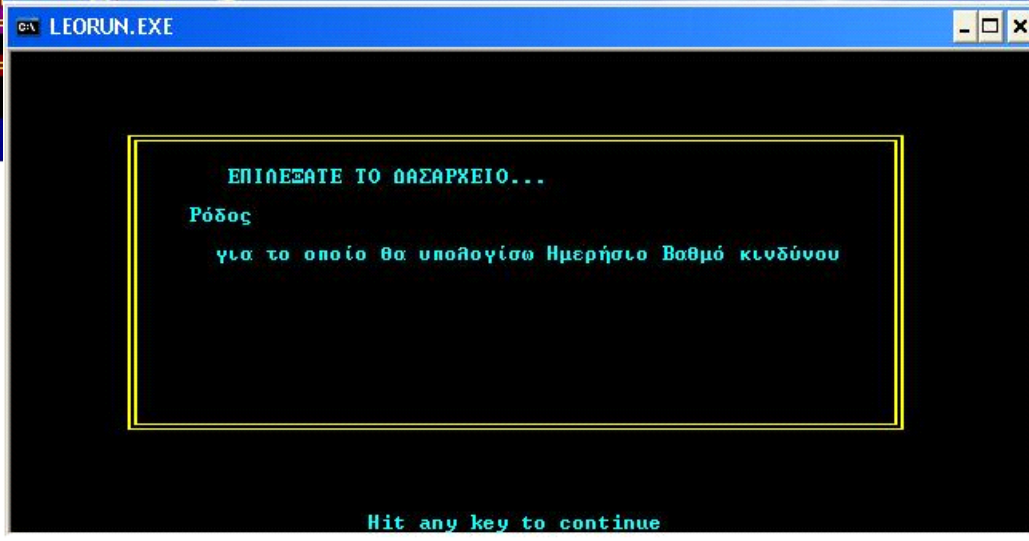 LEORUN.EXE
ΕΠΙΛΕΞΑΤΕ ΤΟ ΔΑΣΑΡΧΕΙΟ...
Ρόδος
για το οποίο θα υπολογίσω Ημερήσιο Βαθμό κινδύνου
Hit any key to continue